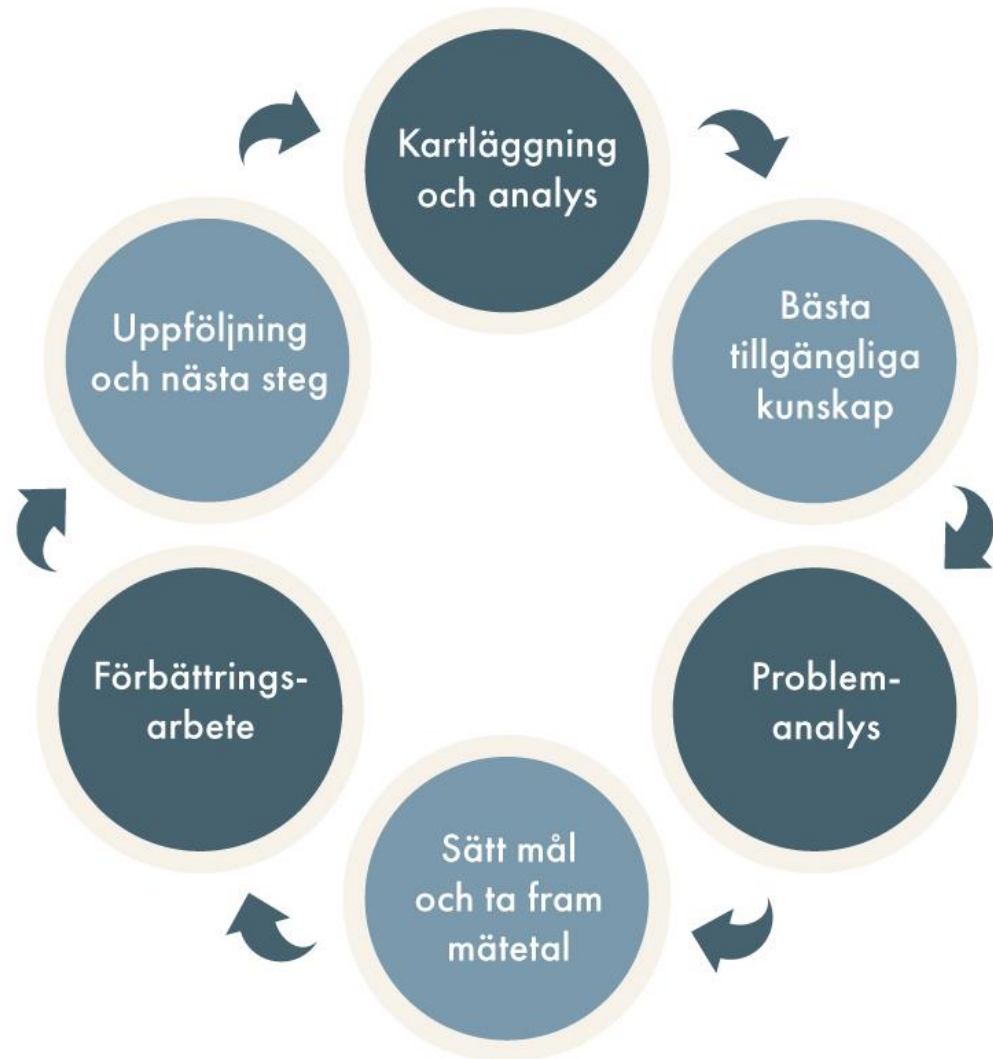 Kartläggning
och analys
Bästa
tillgängliga
kunskap
Problem-
analys
Sätt mål
och ta fram
mätetal
Förbättrings-
arbete
Uppföljning
och nästa steg